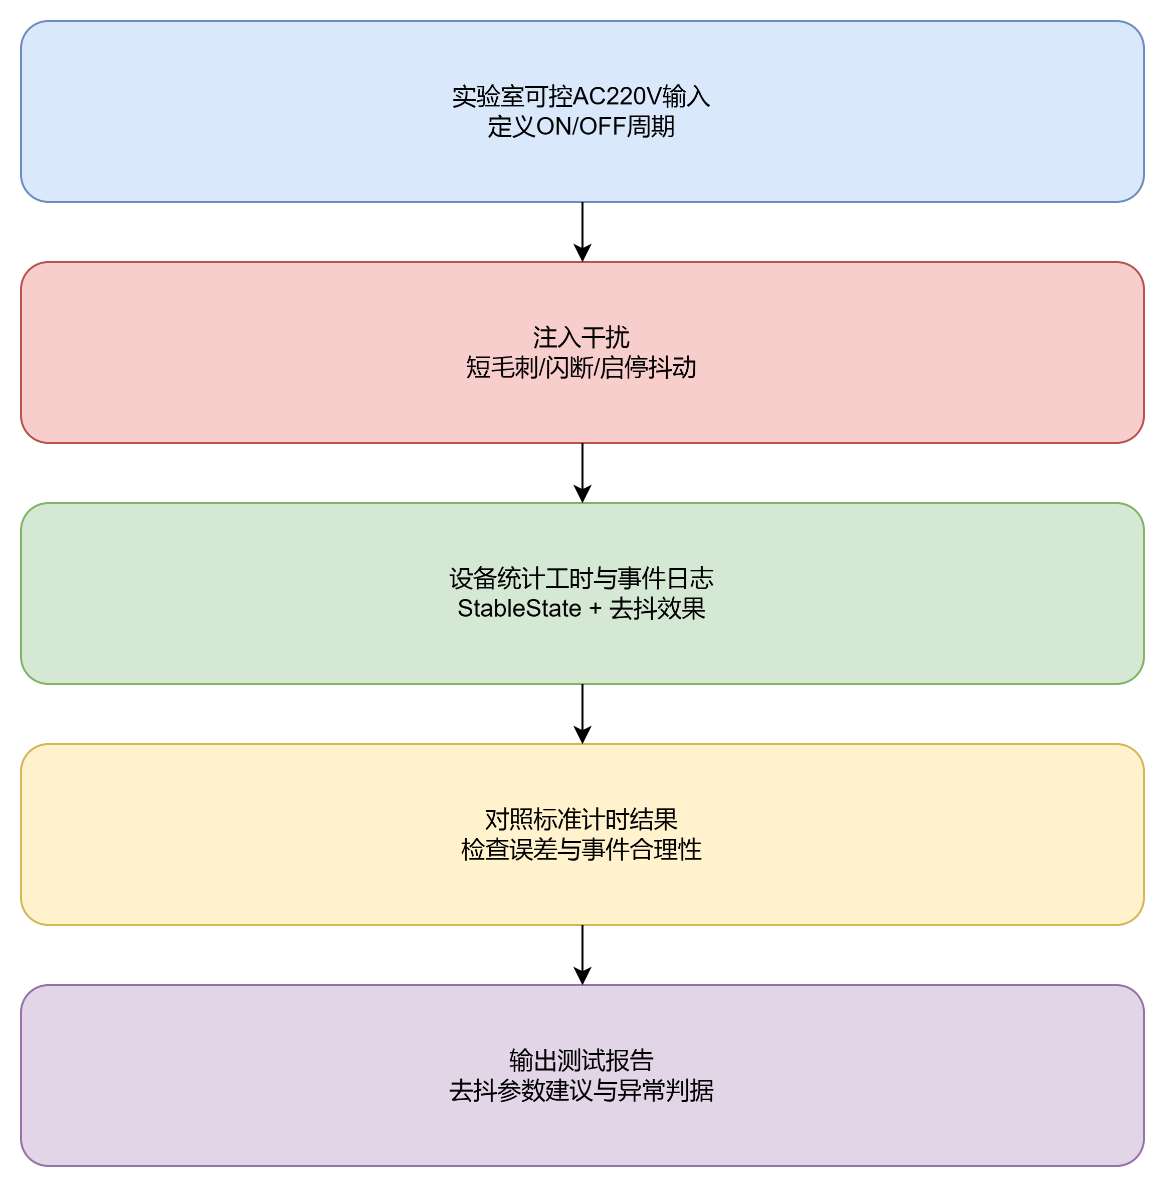 实验室可控AC220V输入
定义ON/OFF周期
注入干扰
短毛刺/闪断/启停抖动
设备统计工时与事件日志
StableState + 去抖效果
对照标准计时结果
检查误差与事件合理性
输出测试报告
去抖参数建议与异常判据